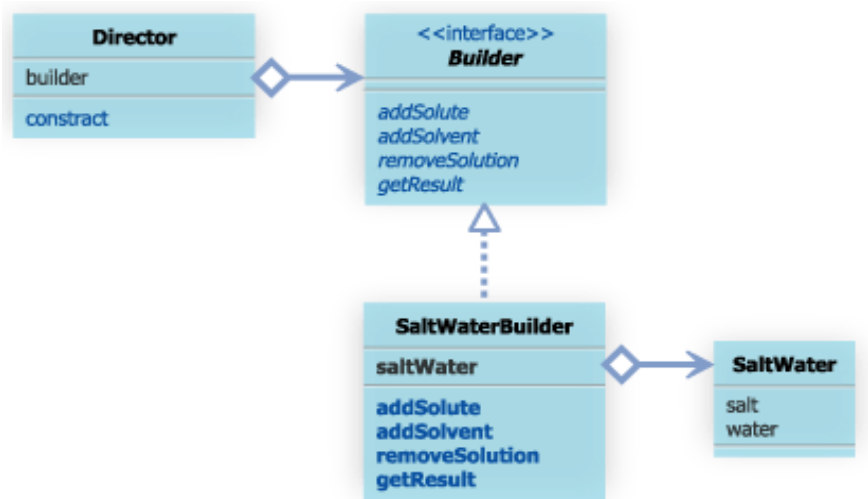 Director
builder
constract
<<interface>>
Builder
addSolute
addSolvent
removeSolution
getResult
SaltWaterBuilder
saltWater
addSolute
addSolvent
removeSolution
getResult
SaltWater
salt
water